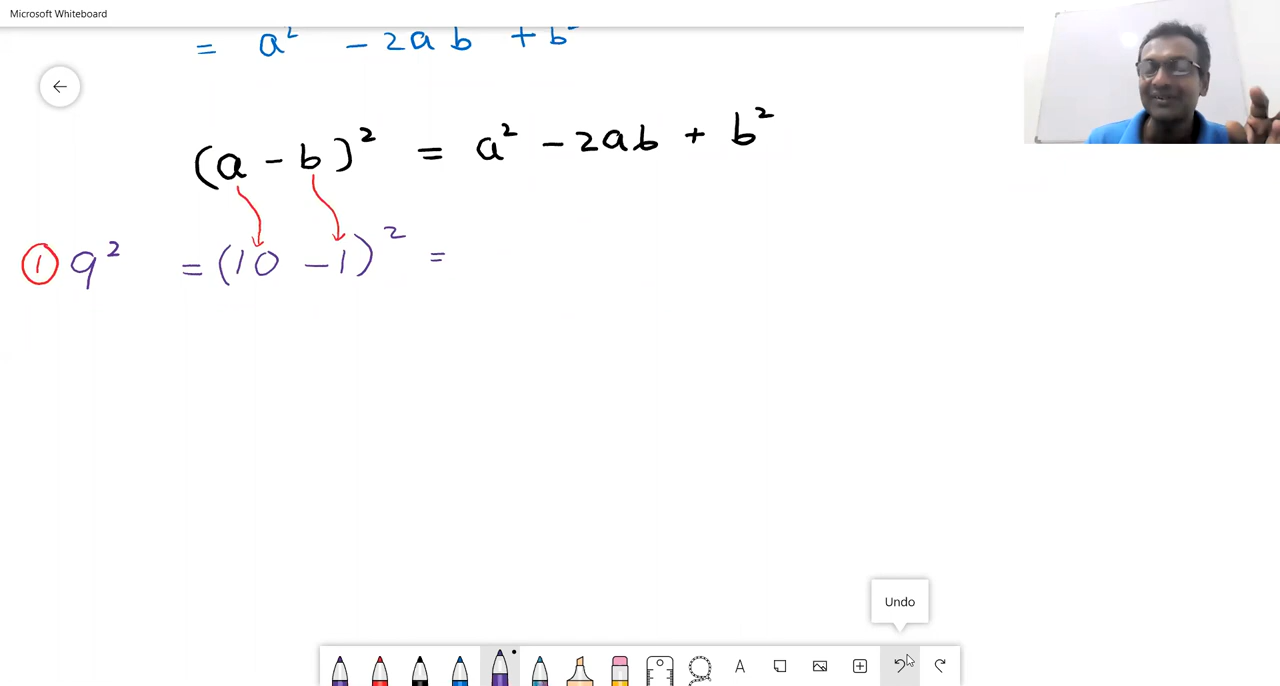 Microsoft Whiteboard
= a² - 2ab + b²
(a - b)² = a² - 2ab + b²
① 9² = (10 - 1)² =
Undo
A